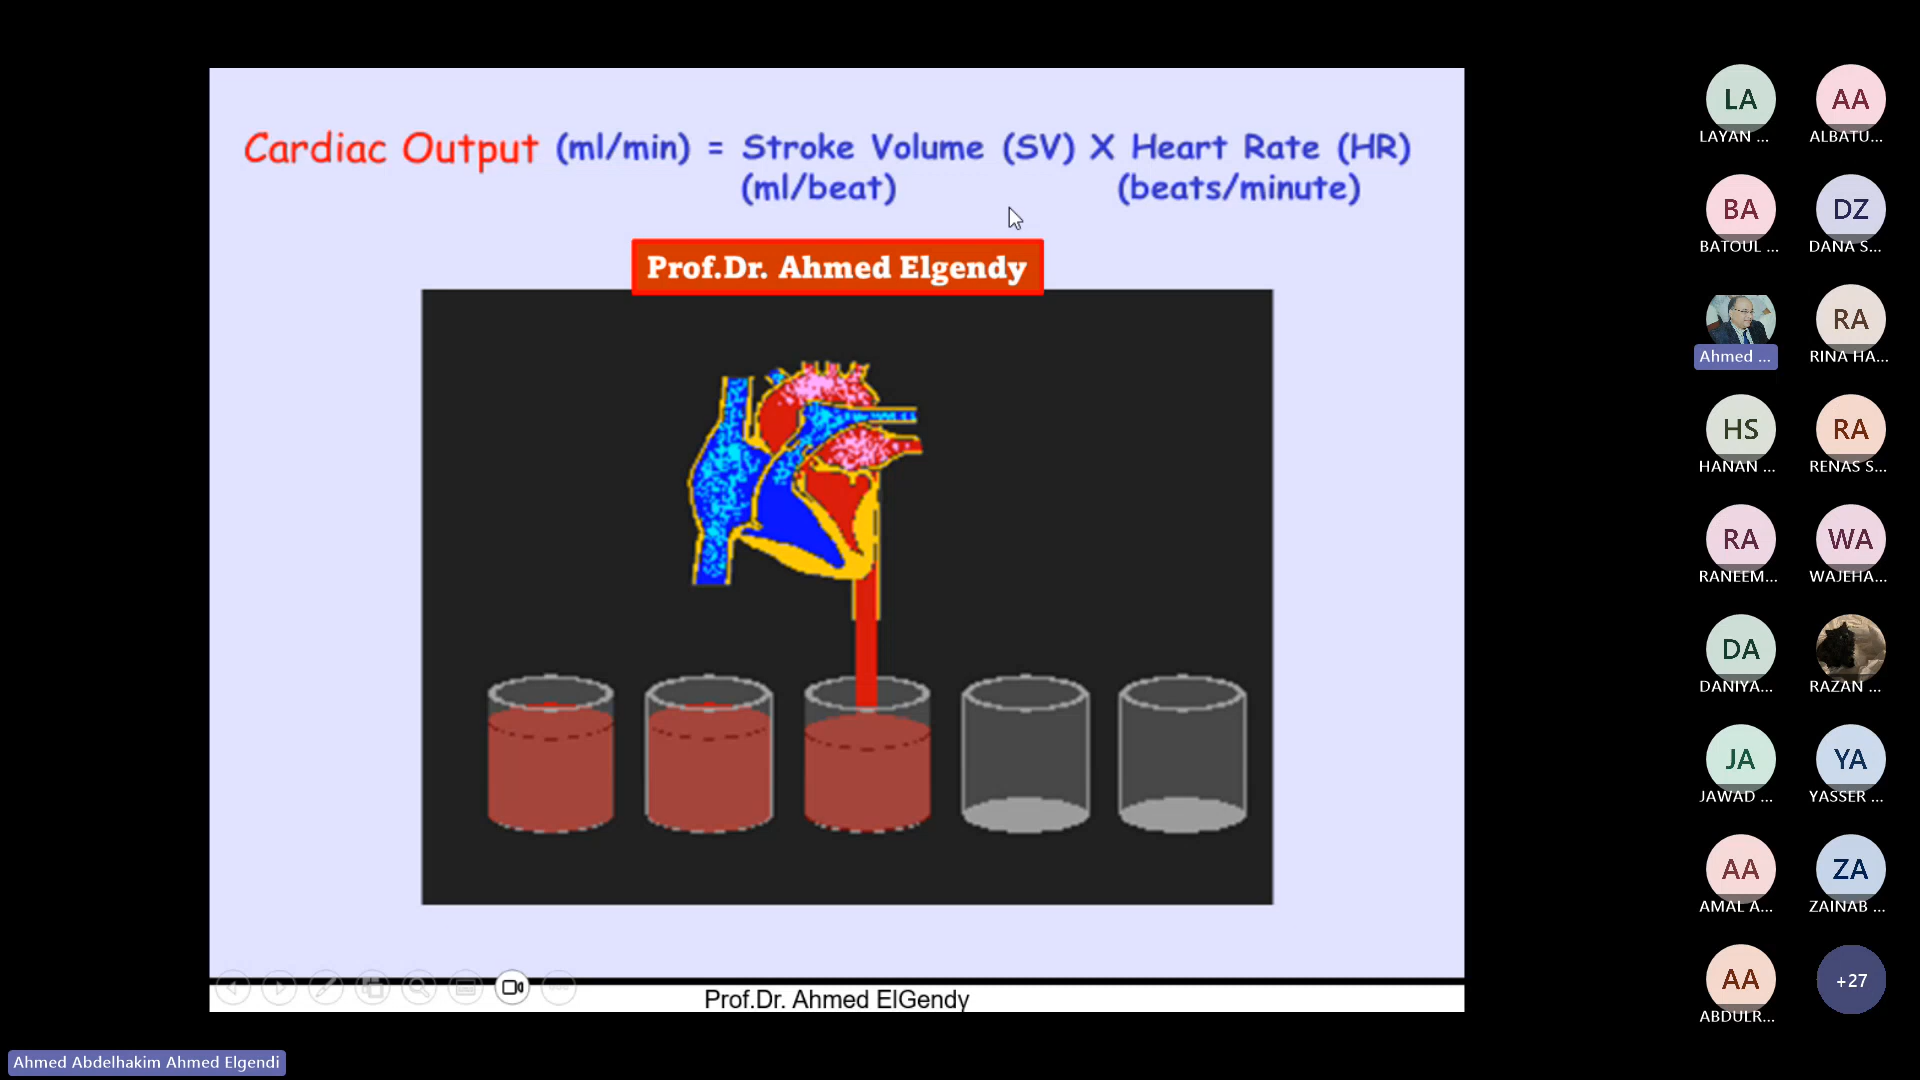 Cardiac Output (ml/min) = Stroke Volume (SV) X Heart Rate (HR)
(ml/beat) (beats/minute)
Prof.Dr. Ahmed Elgendy
Prof.Dr. Ahmed ElGendy
Ahmed Abdelhakim Ahmed Elgendi
LA AA
LAYAN ... ALBATU...
BA DZ
BATOUL ... DANA S...
RA
Ahmed ... RINA HA...
HS RA
HANAN ... RENAS S...
RA WA
RANEEM... WAJEHA...
DA
DANIYA... RAZAN ...
JA YA
JAWAD ... YASSER ...
AA ZA
AMAL A... ZAINAB ...
AA +27
ABDULR...